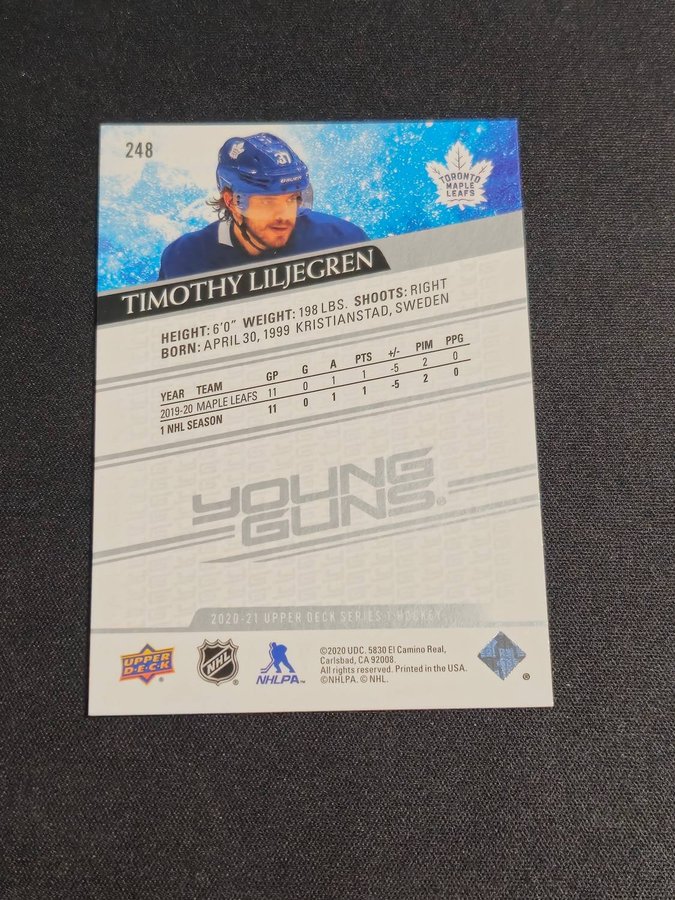 248
37
BAUER
TORONTO
MAPLE
LEAFS
TIMOTHY LILJEGREN
HEIGHT: 6'0" WEIGHT: 198 LBS. SHOOTS: RIGHT
BORN: APRIL 30, 1999 KRISTIANSTAD, SWEDEN
YEAR TEAM GP G A PTS +/- PIM PPG
2019-20 MAPLE LEAFS 11 0 1 1 -5 2 0
1 NHL SEASON 11 0 1 1 -5 2 0
YOUNG
GUNS®
2020-21 UPPER DECK SERIES 1 HOCKEY
UPPER
DECK
NHL
®
NHLPA™
©2020 UDC. 5830 El Camino Real,
Carlsbad, CA 92008.
All rights reserved. Printed in the USA.
©NHLPA. © NHL.
®